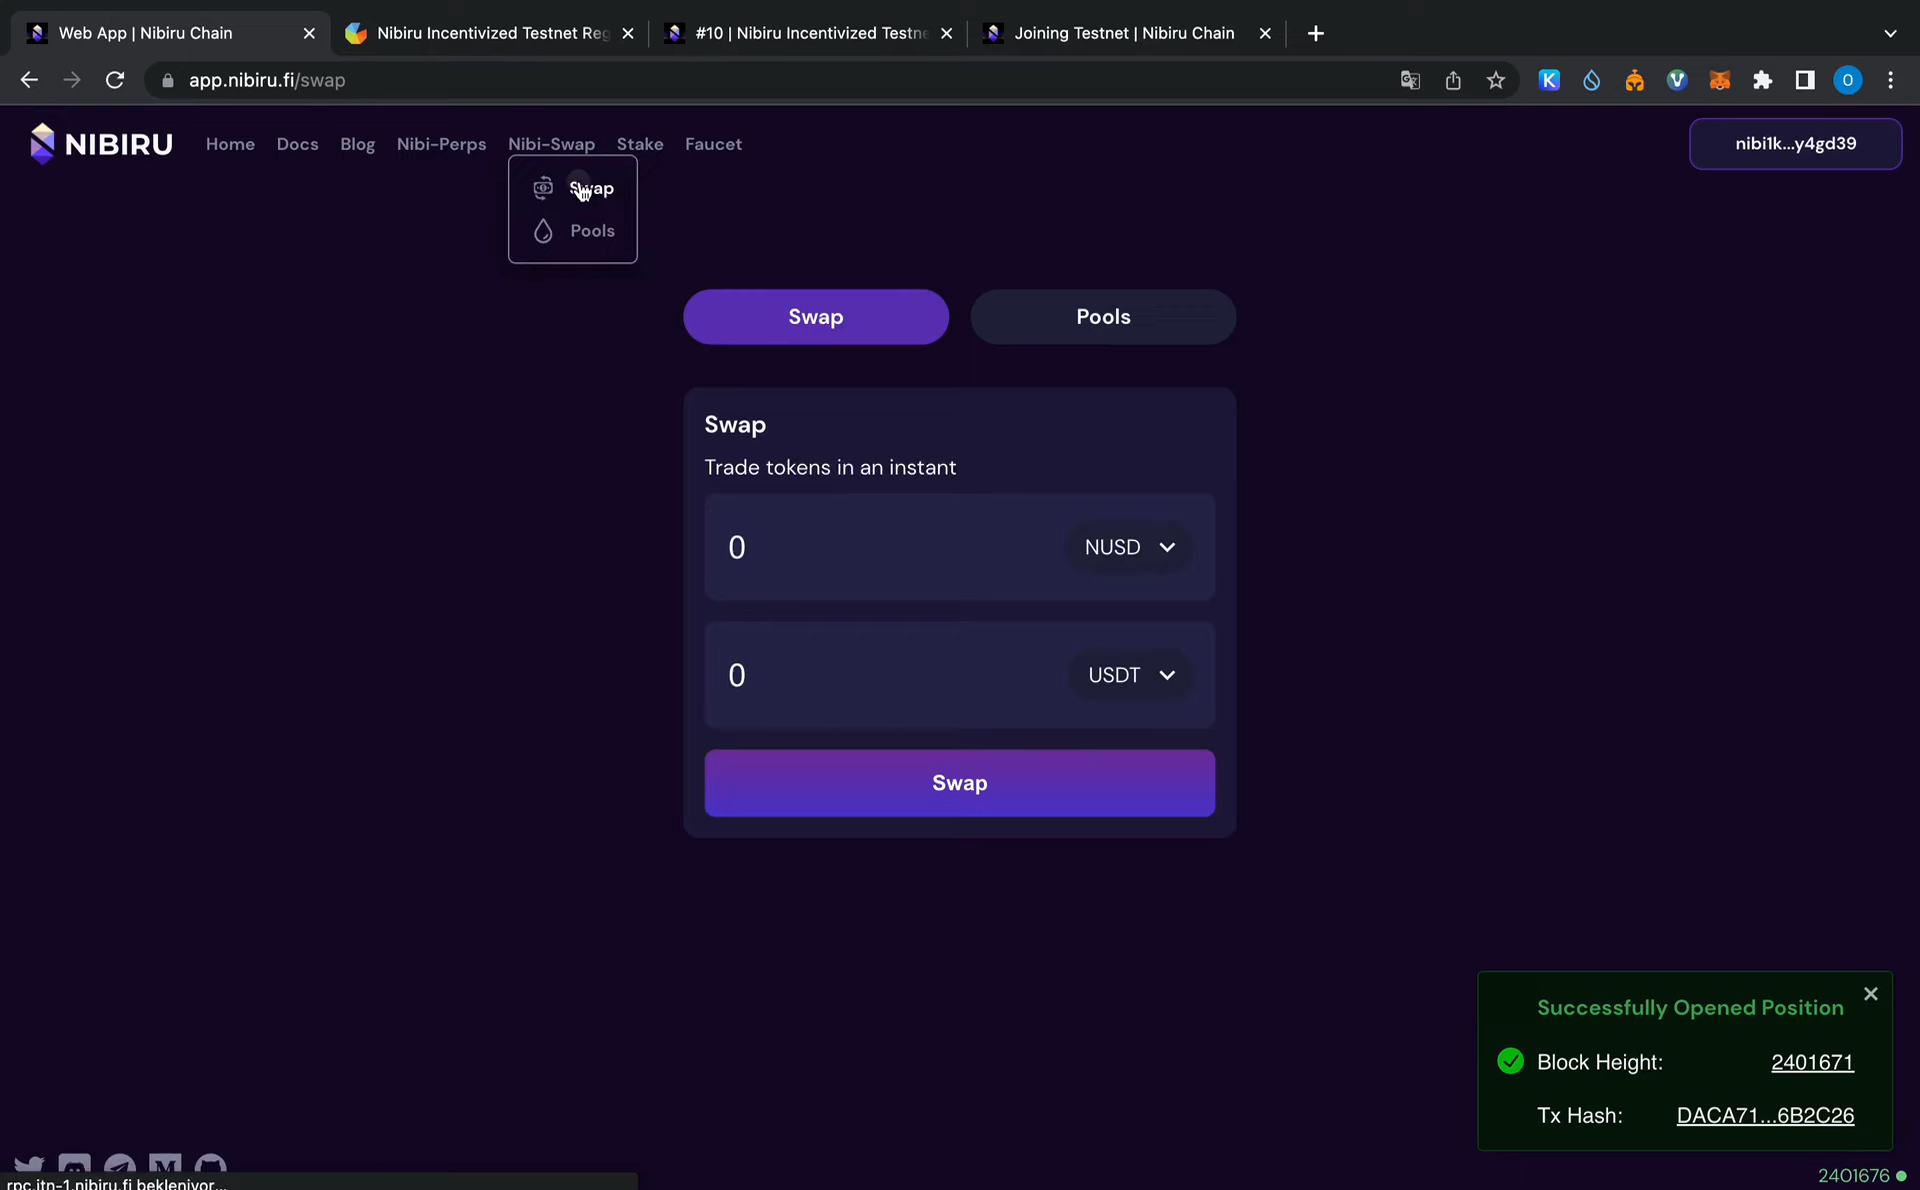 Web App | Nibiru Chain
Nibiru Incentivized Testnet Reg
#10 | Nibiru Incentivized Testne
Joining Testnet | Nibiru Chain
app.nibiru.fi/swap
K
O
NIBIRU
Home
Docs
Blog
Nibi-Perps
Nibi-Swap
Stake
Faucet
nibi1k...y4gd39
Swap
Pools
Swap
Pools
Swap
Trade tokens in an instant
0
NUSD
0
USDT
Swap
Successfully Opened Position
Block Height: 2401671
Tx Hash: DACA71...6B2C26
rpc.itn-1.nibiru.fi bekleniyor...
2401676